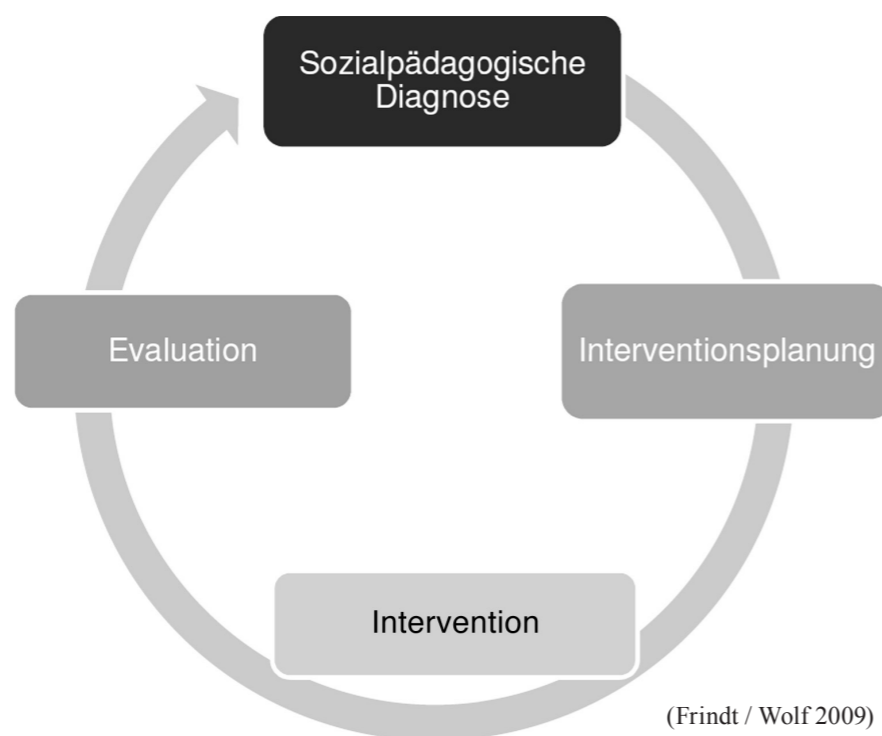 Sozialpädagogische
Diagnose
Evaluation
Interventionsplanung
Intervention
(Frindt / Wolf 2009)